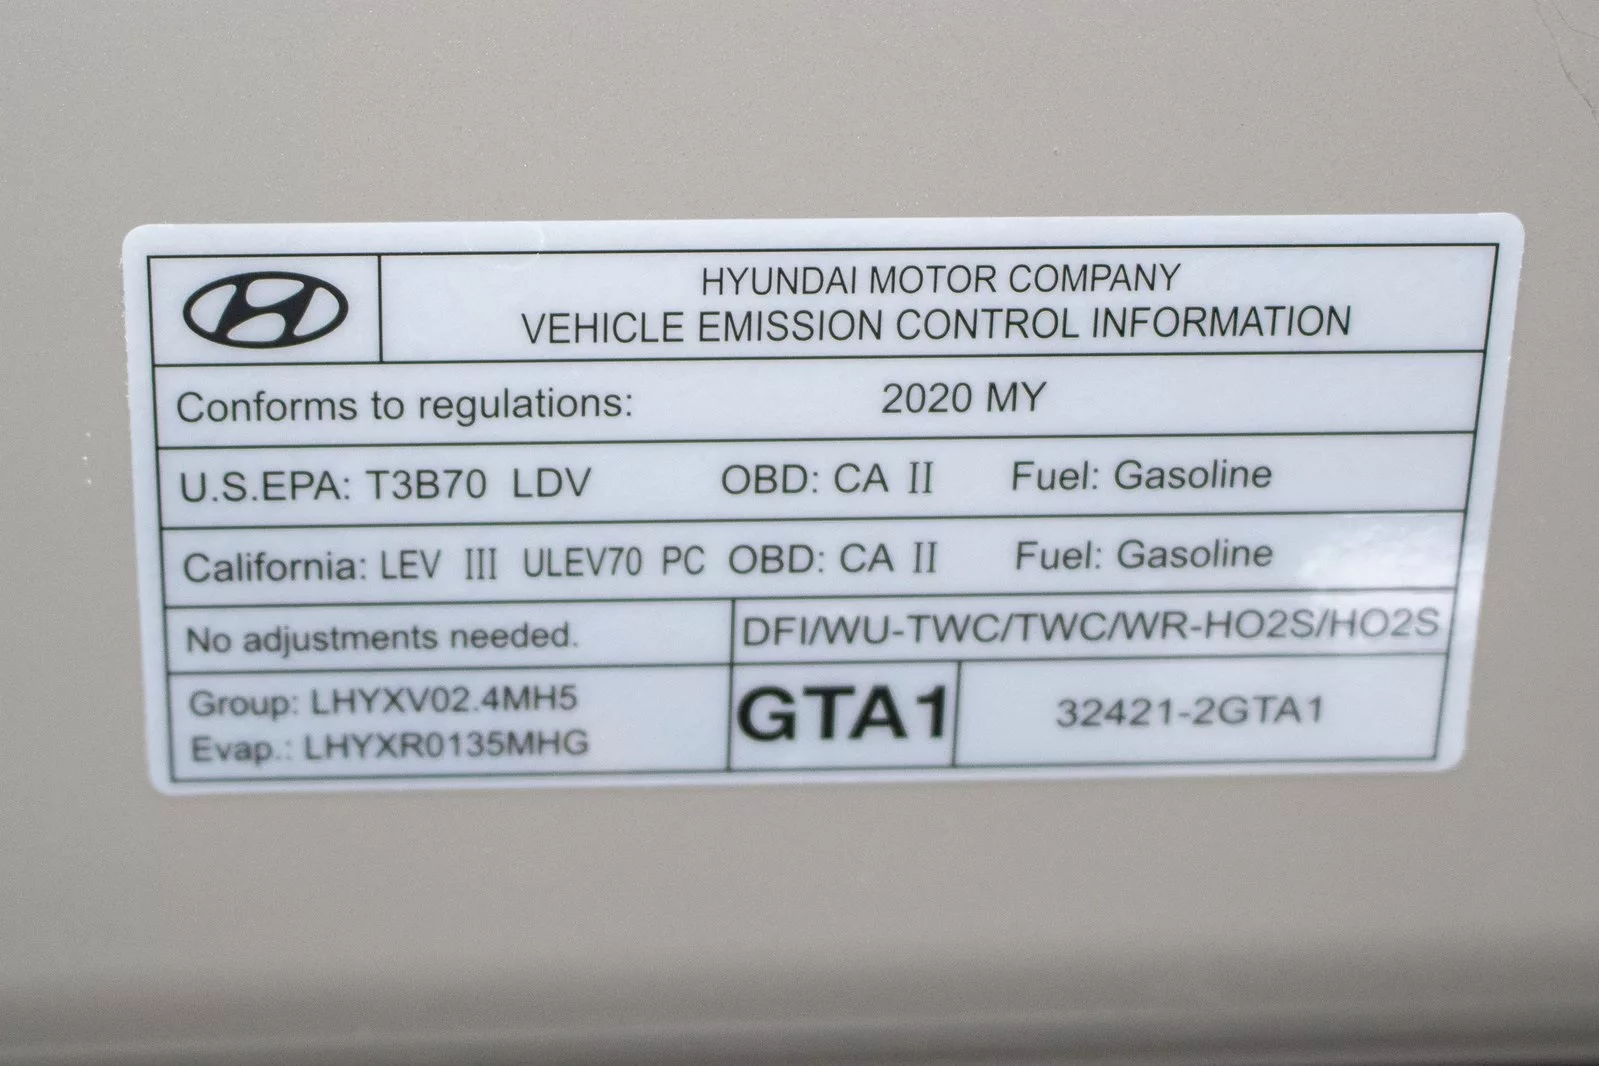 HYUNDAI MOTOR COMPANY
VEHICLE EMISSION CONTROL INFORMATION
Conforms to regulations: 2020 MY
U.S.EPA: T3B70 LDV OBD: CA II Fuel: Gasoline
California: LEV III ULEV70 PC OBD: CA II Fuel: Gasoline
No adjustments needed. DFI/WU-TWC/TWC/WR-HO2S/HO2S
Group: LHYXV02.4MH5
Evap.: LHYXR0135MHG
GTA1
32421-2GTA1